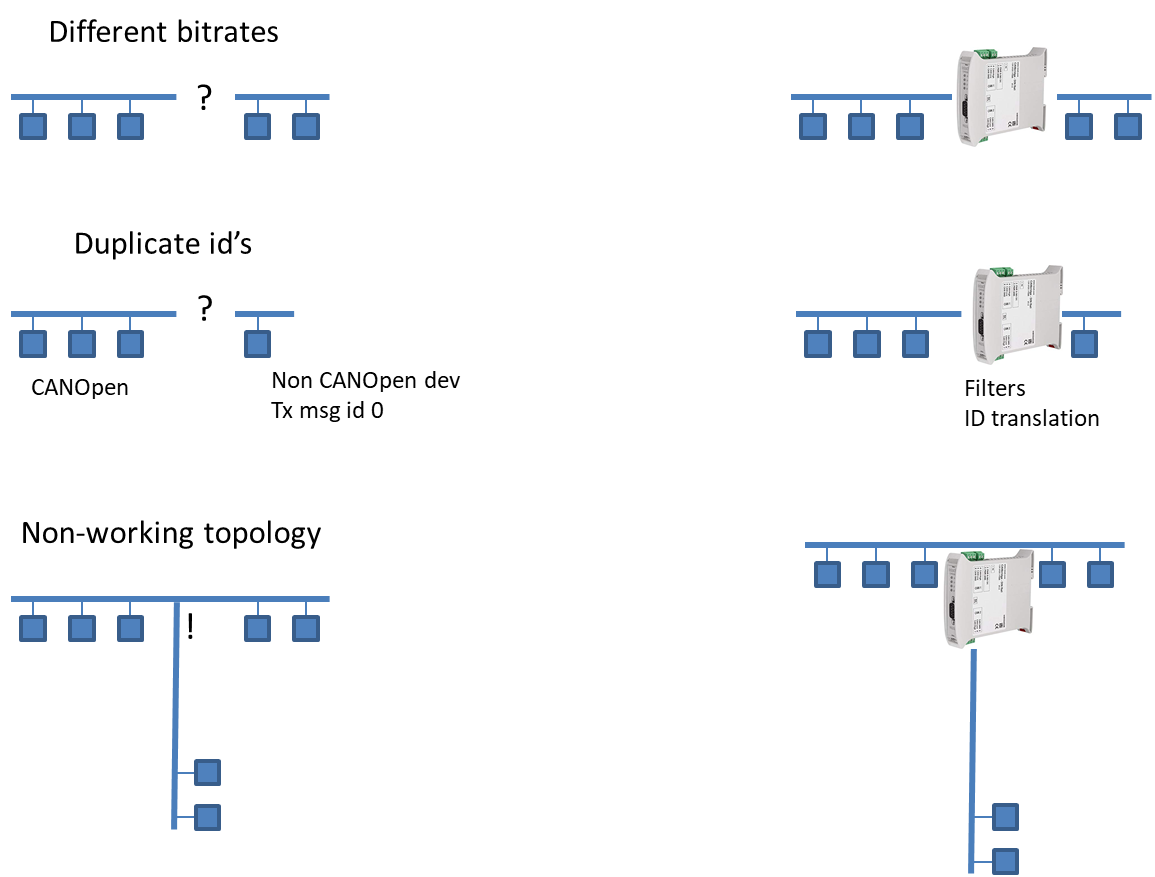 Different bitrates
?
Duplicate id’s
?
CANOpen
Non CANOpen dev
Tx msg id 0
Filters
ID translation
Non-working topology
!